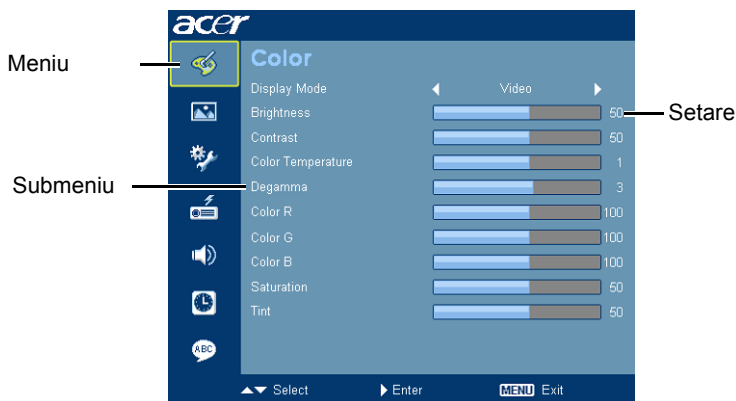 acer
Meniu
Color
Display Mode Video
Brightness 50 Setare
Contrast 50
Color Temperature 1
Submeniu Degamma 3
Color R 100
Color G 100
Color B 100
Saturation 50
Tint 50
ABC
Select Enter MENU Exit